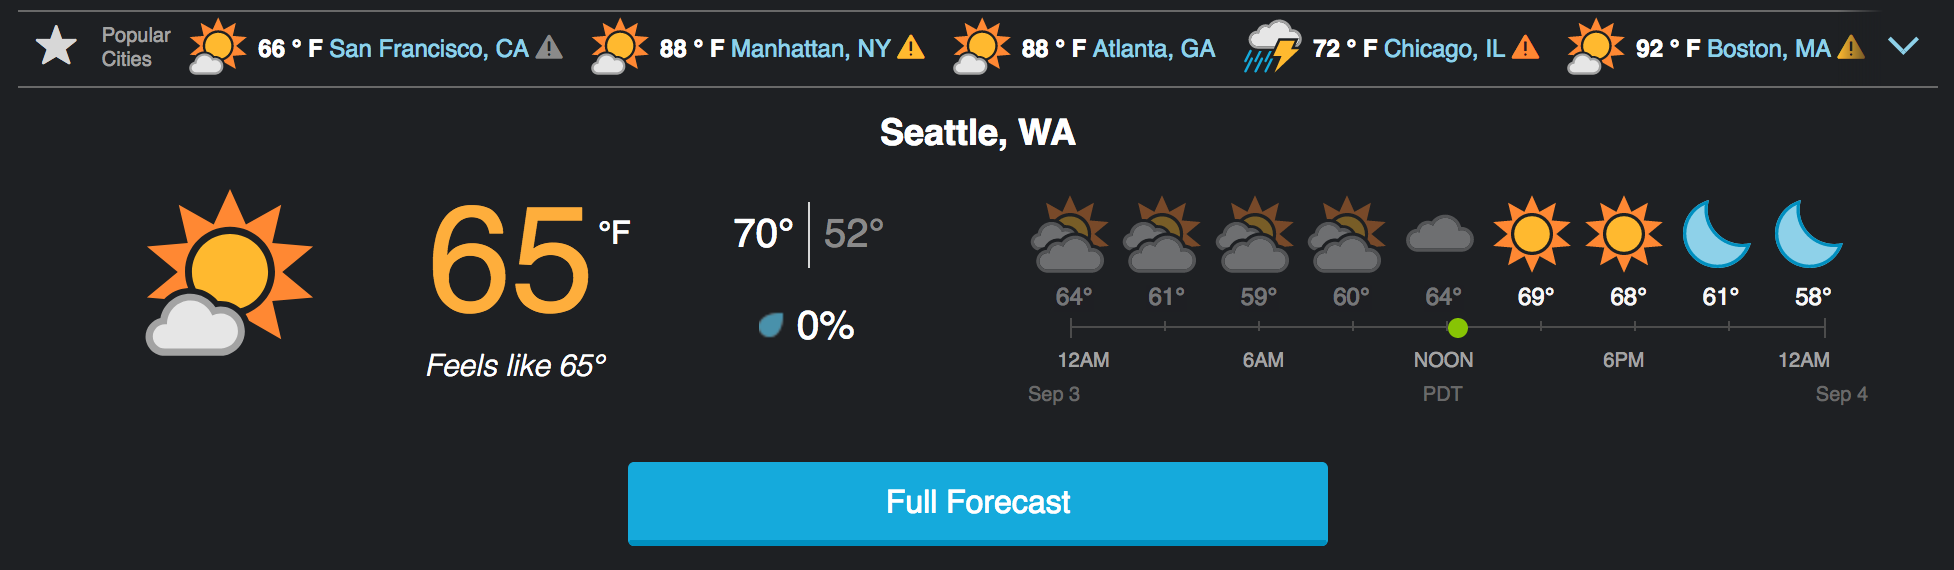 Popular
Cities
66 ° F San Francisco, CA
88 ° F Manhattan, NY
88 ° F Atlanta, GA
72 ° F Chicago, IL
92 ° F Boston, MA
Seattle, WA
65 °F
Feels like 65°
70° 52°
0%
64° 61° 59° 60° 64° 69° 68° 61° 58°
12AM 6AM NOON 6PM 12AM
Sep 3 PDT Sep 4
Full Forecast